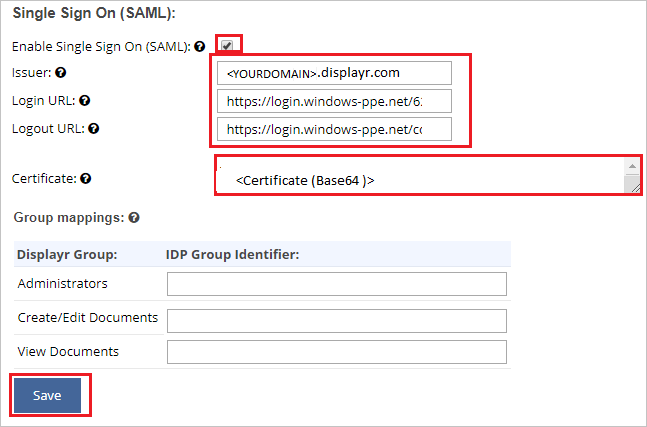 Single Sign On (SAML):
Enable Single Sign On (SAML): ?
Issuer: ? <YOURDOMAIN>.displayr.com
Login URL: ? https://login.windows-ppe.net/6
Logout URL: ? https://login.windows-ppe.net/cc
Certificate: ? <Certificate (Base64 )>
Group mappings: ?
Displayr Group: IDP Group Identifier:
Administrators
Create/Edit Documents
View Documents
Save